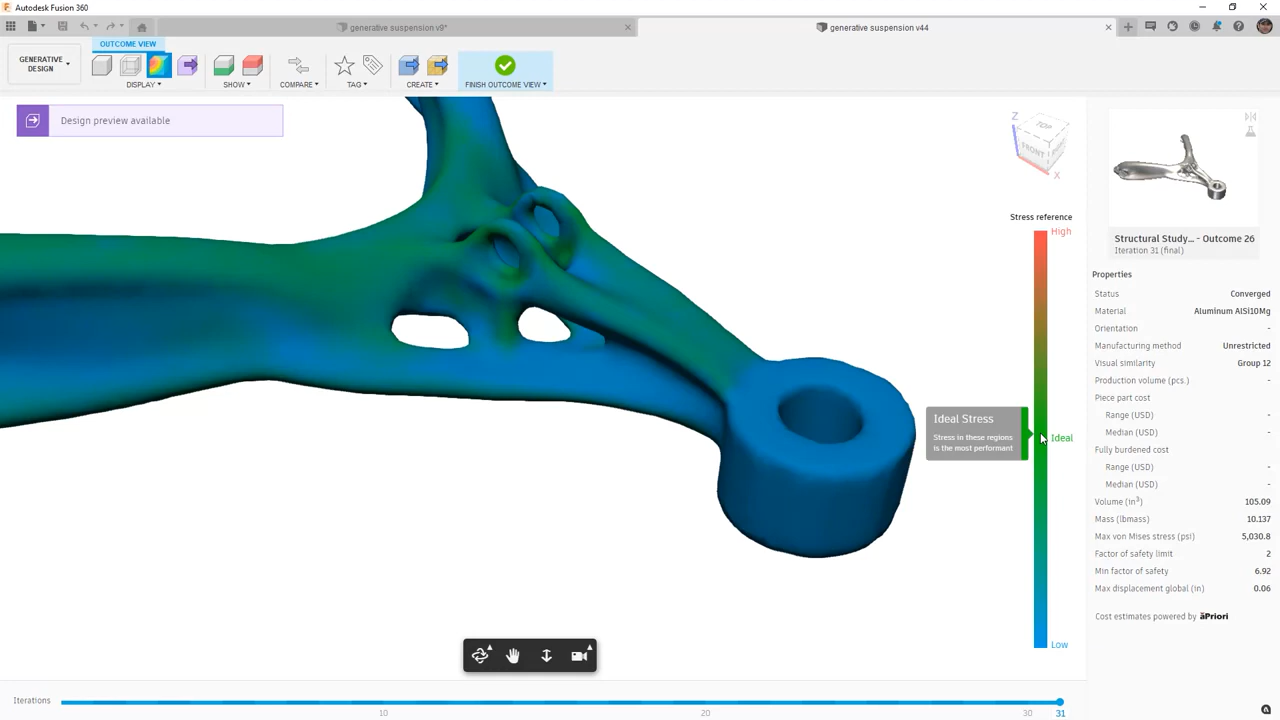 Autodesk Fusion 360
generative suspension v9*
generative suspension v44
OUTCOME VIEW
GENERATIVE
DESIGN
DISPLAY
SHOW
COMPARE
TAG
CREATE
FINISH OUTCOME VIEW
Design preview available
Z
TOP
FRONT
X
Stress reference
High
Ideal Stress
Stress in these regions
is the most performant
Ideal
Low
Structural Study... - Outcome 26
Iteration 31 (final)
Properties
Status Converged
Material Aluminum AlSi10Mg
Orientation -
Manufacturing method Unrestricted
Visual similarity Group 12
Production volume (pcs.) -
Piece part cost
Range (USD) -
Median (USD) -
Fully burdened cost
Range (USD) -
Median (USD) -
Volume (in³) 105.09
Mass (lbmass) 10.137
Max von Mises stress (psi) 5,030.8
Factor of safety limit 2
Min factor of safety 6.92
Max displacement global (in) 0.06
Cost estimates powered by aPriori
Iterations
10
20
30
31